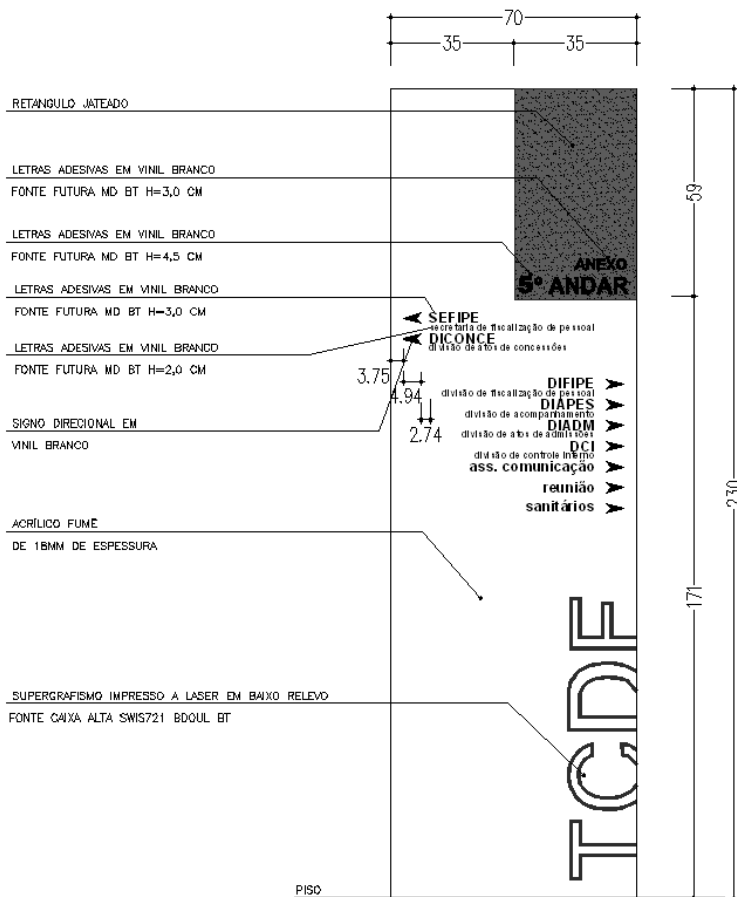 70
35
35
RETANGULO JATEADO
LETRAS ADESIVAS EM VINIL BRANCO
FONTE FUTURA MD BT H=3,0 CM
LETRAS ADESIVAS EM VINIL BRANCO
FONTE FUTURA MD BT H=4,5 CM
LETRAS ADESIVAS EM VINIL BRANCO
FONTE FUTURA MD BT H=3,0 CM
LETRAS ADESIVAS EM VINIL BRANCO
FONTE FUTURA MD BT H=2,0 CM
SIGNO DIRECIONAL EM
VINIL BRANCO
ACRÍLICO FUMÊ
DE 18MM DE ESPESSURA
SUPERGRAFISMO IMPRESSO A LASER EM BAIXO RELEVO
FONTE CAIXA ALTA SWIS721 BDOUL BT
PISO
ANEXO
5º ANDAR
SEFIPE
secretaria de fiscalização de pessoal
DICONCE
divisão de atos de concessões
3.75
4.94
2.74
DIFIPE
divisão de fiscalização de pessoal
DIAPES
divisão de acompanhamento
DIADM
divisão de atos de admissões
DCI
divisão de controle interno
ass. comunicação
reunião
sanitários
TCDF
59
171
230